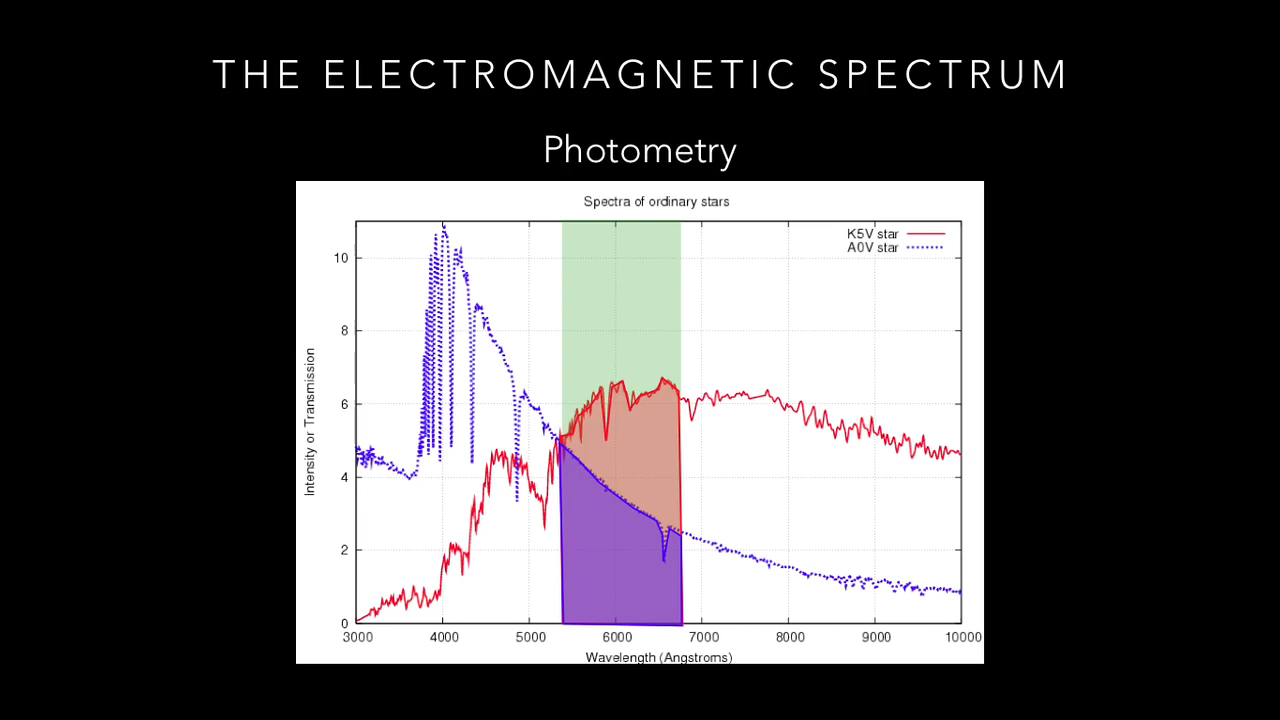 THE ELECTROMAGNETIC SPECTRUM
Photometry
Spectra of ordinary stars
K5V star
A0V star
10
8
6
4
2
0
Intensity or Transmission
3000 4000 5000 6000 7000 8000 9000 10000
Wavelength (Angstroms)